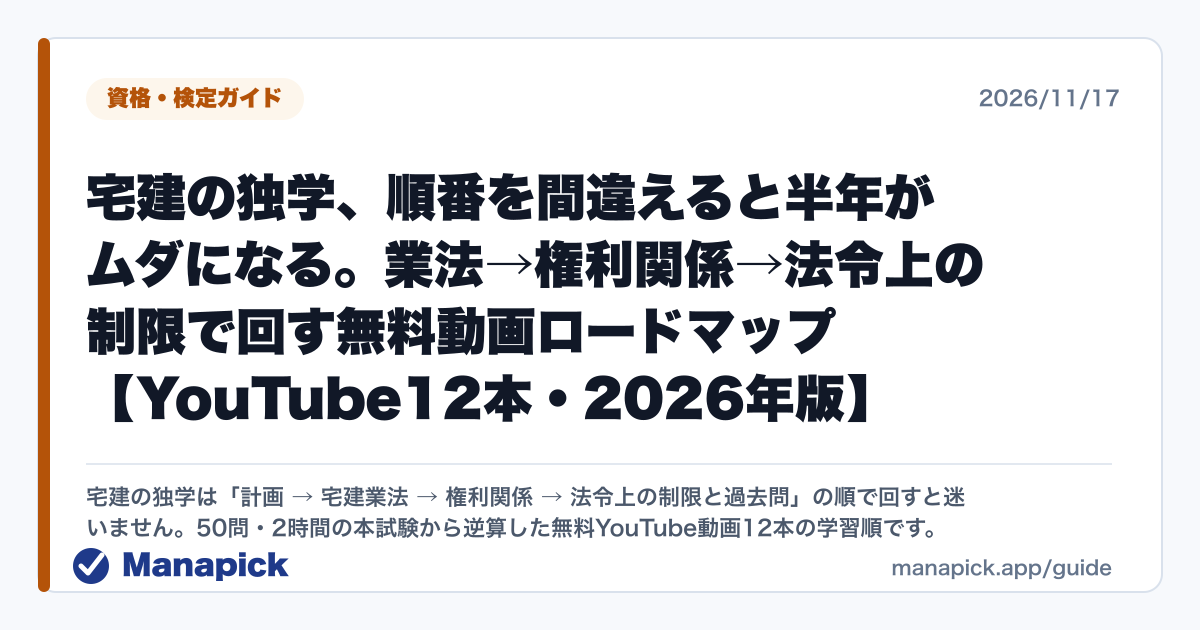 資格・検定ガイド
2026/11/17
宅建の独学、順番を間違えると半年が
ムダになる。業法→権利関係→法令上の
制限で回す無料動画ロードマップ
【YouTube12本・2026年版】
宅建の独学は「計画 → 宅建業法 → 権利関係 → 法令上の制限と過去問」の順で回すと迷
いません。50問・2時間の本試験から逆算した無料YouTube動画12本の学習順です。
Manapick
manapick.app/guide